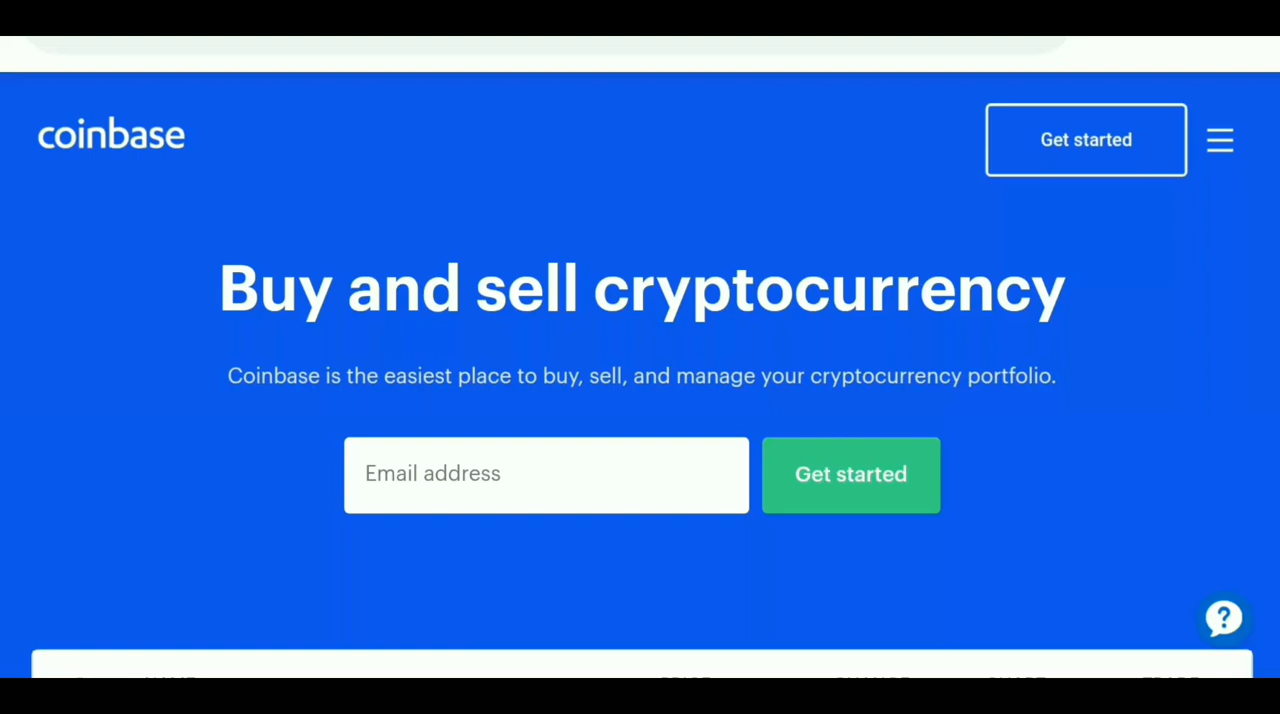 coinbase
Get started
Buy and sell cryptocurrency
Coinbase is the easiest place to buy, sell, and manage your cryptocurrency portfolio.
Email address
Get started
?